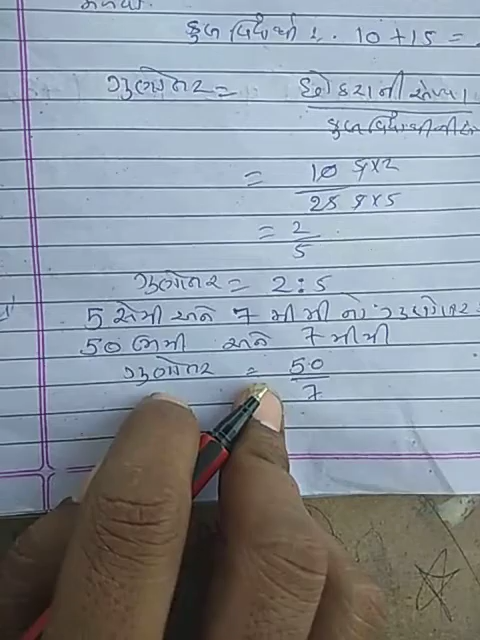 કુલ વિદ્યાર્થી 10 + 15 =
ગુણોત્તર = છોકરાની સંખ્યા
કુલ વિદ્યાર્થીની
= 10 5×2
25 5×5
= 2
5
ગુણોત્તર = 2:5
5 સેમી અને 7 મીમી નો ગુણોત્તર
50 મીમી અને 7 મીમી
ગુણોત્તર = 50
7